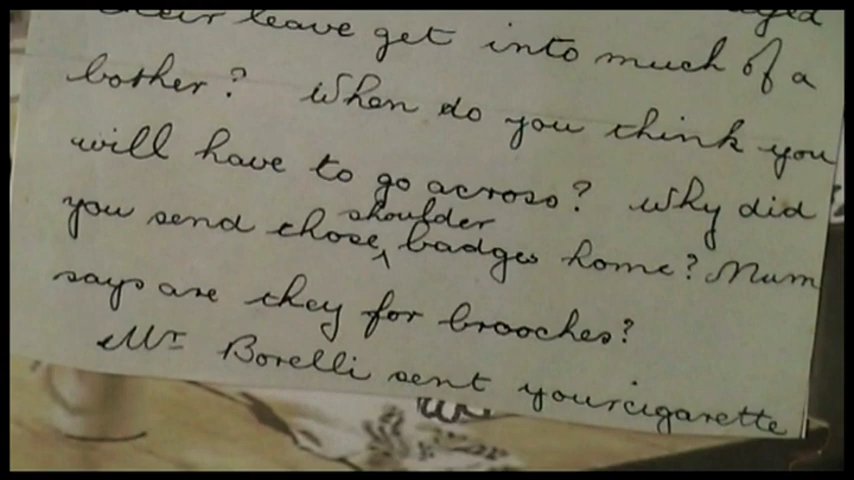 their leave get into much of a
bother? When do you think you
will have to go across? Why did
you send those shoulder badges home? Mum
says are they for brooches?
Mr Borelli sent your cigarette